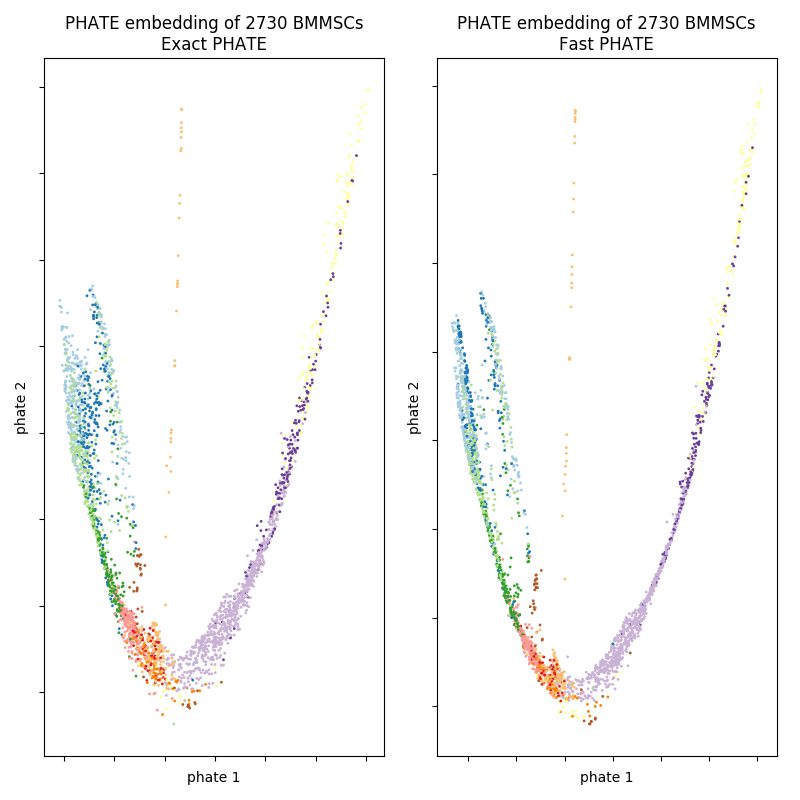 PHATE embedding of 2730 BMMSCs
Exact PHATE
phate 2
phate 1
PHATE embedding of 2730 BMMSCs
Fast PHATE
phate 2
phate 1